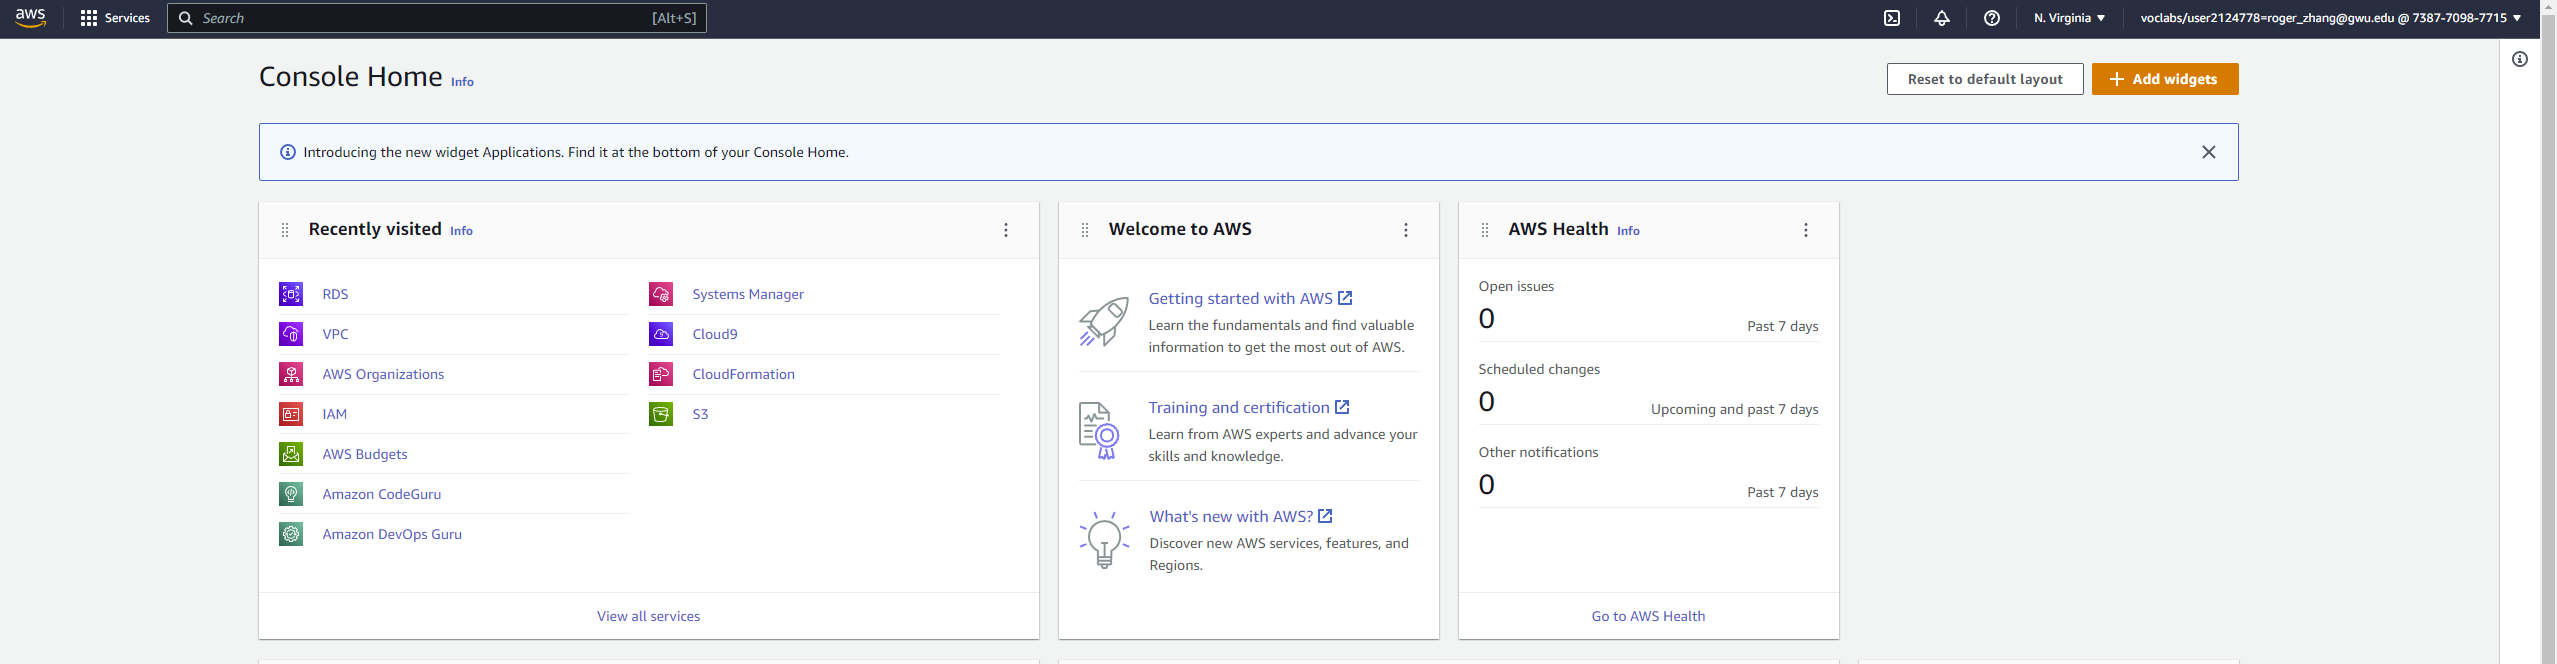 aws
Services
Search
[Alt+S]
N. Virginia
voclabs/user2124778=roger_zhang@gwu.edu @ 7387-7098-7715
Console Home Info
Reset to default layout
Add widgets
Introducing the new widget Applications. Find it at the bottom of your Console Home.
Recently visited Info
RDS
VPC
AWS Organizations
IAM
AWS Budgets
Amazon CodeGuru
Amazon DevOps Guru
Systems Manager
Cloud9
CloudFormation
S3
View all services
Welcome to AWS
Getting started with AWS
Learn the fundamentals and find valuable
information to get the most out of AWS.
Training and certification
Learn from AWS experts and advance your
skills and knowledge.
What's new with AWS?
Discover new AWS services, features, and
Regions.
AWS Health Info
Open issues
0
Past 7 days
Scheduled changes
0
Upcoming and past 7 days
Other notifications
0
Past 7 days
Go to AWS Health